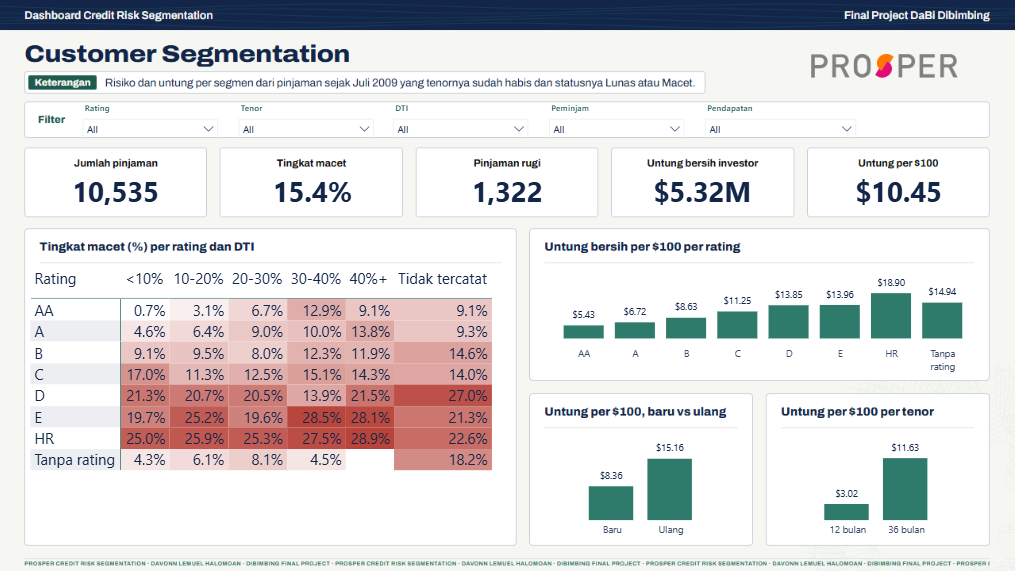 Dashboard Credit Risk Segmentation
Final Project DaBi Dibimbing
Customer Segmentation
PROSPER
Keterangan Risiko dan untung per segmen dari pinjaman sejak Juli 2009 yang tenornya sudah habis dan statusnya Lunas atau Macet.
Filter
Rating Tenor DTI Peminjam Pendapatan
All All All All All
Jumlah pinjaman
10,535
Tingkat macet
15.4%
Pinjaman rugi
1,322
Untung bersih investor
$5.32M
Untung per $100
$10.45
Tingkat macet (%) per rating dan DTI
Rating <10% 10-20% 20-30% 30-40% 40%+ Tidak tercatat
AA 0.7% 3.1% 6.7% 12.9% 9.1% 9.1%
A 4.6% 6.4% 9.0% 10.0% 13.8% 9.3%
B 9.1% 9.5% 8.0% 12.3% 11.9% 14.6%
C 17.0% 11.3% 12.5% 15.1% 14.3% 14.0%
D 21.3% 20.7% 20.5% 13.9% 21.5% 27.0%
E 19.7% 25.2% 19.6% 28.5% 28.1% 21.3%
HR 25.0% 25.9% 25.3% 27.5% 28.9% 22.6%
Tanpa rating 4.3% 6.1% 8.1% 4.5% 18.2%
Untung bersih per $100 per rating
$5.43 $6.72 $8.63 $11.25 $13.85 $13.96 $18.90 $14.94
AA A B C D E HR Tanpa
rating
Untung per $100, baru vs ulang
$8.36 $15.16
Baru Ulang
Untung per $100 per tenor
$3.02 $11.63
12 bulan 36 bulan
PROSPER CREDIT RISK SEGMENTATION · DAVONN LEMUEL HALOMOAN · DIBIMBING FINAL PROJECT · PROSPER CREDIT RISK SEGMENTATION · DAVONN LEMUEL HALOMOAN · DIBIMBING FINAL PROJECT · PROSPER CREDIT RISK SEGMENTATION · DAVONN LEMUEL HALOMOAN · DIBIMBING FINAL PROJECT · PROSPER